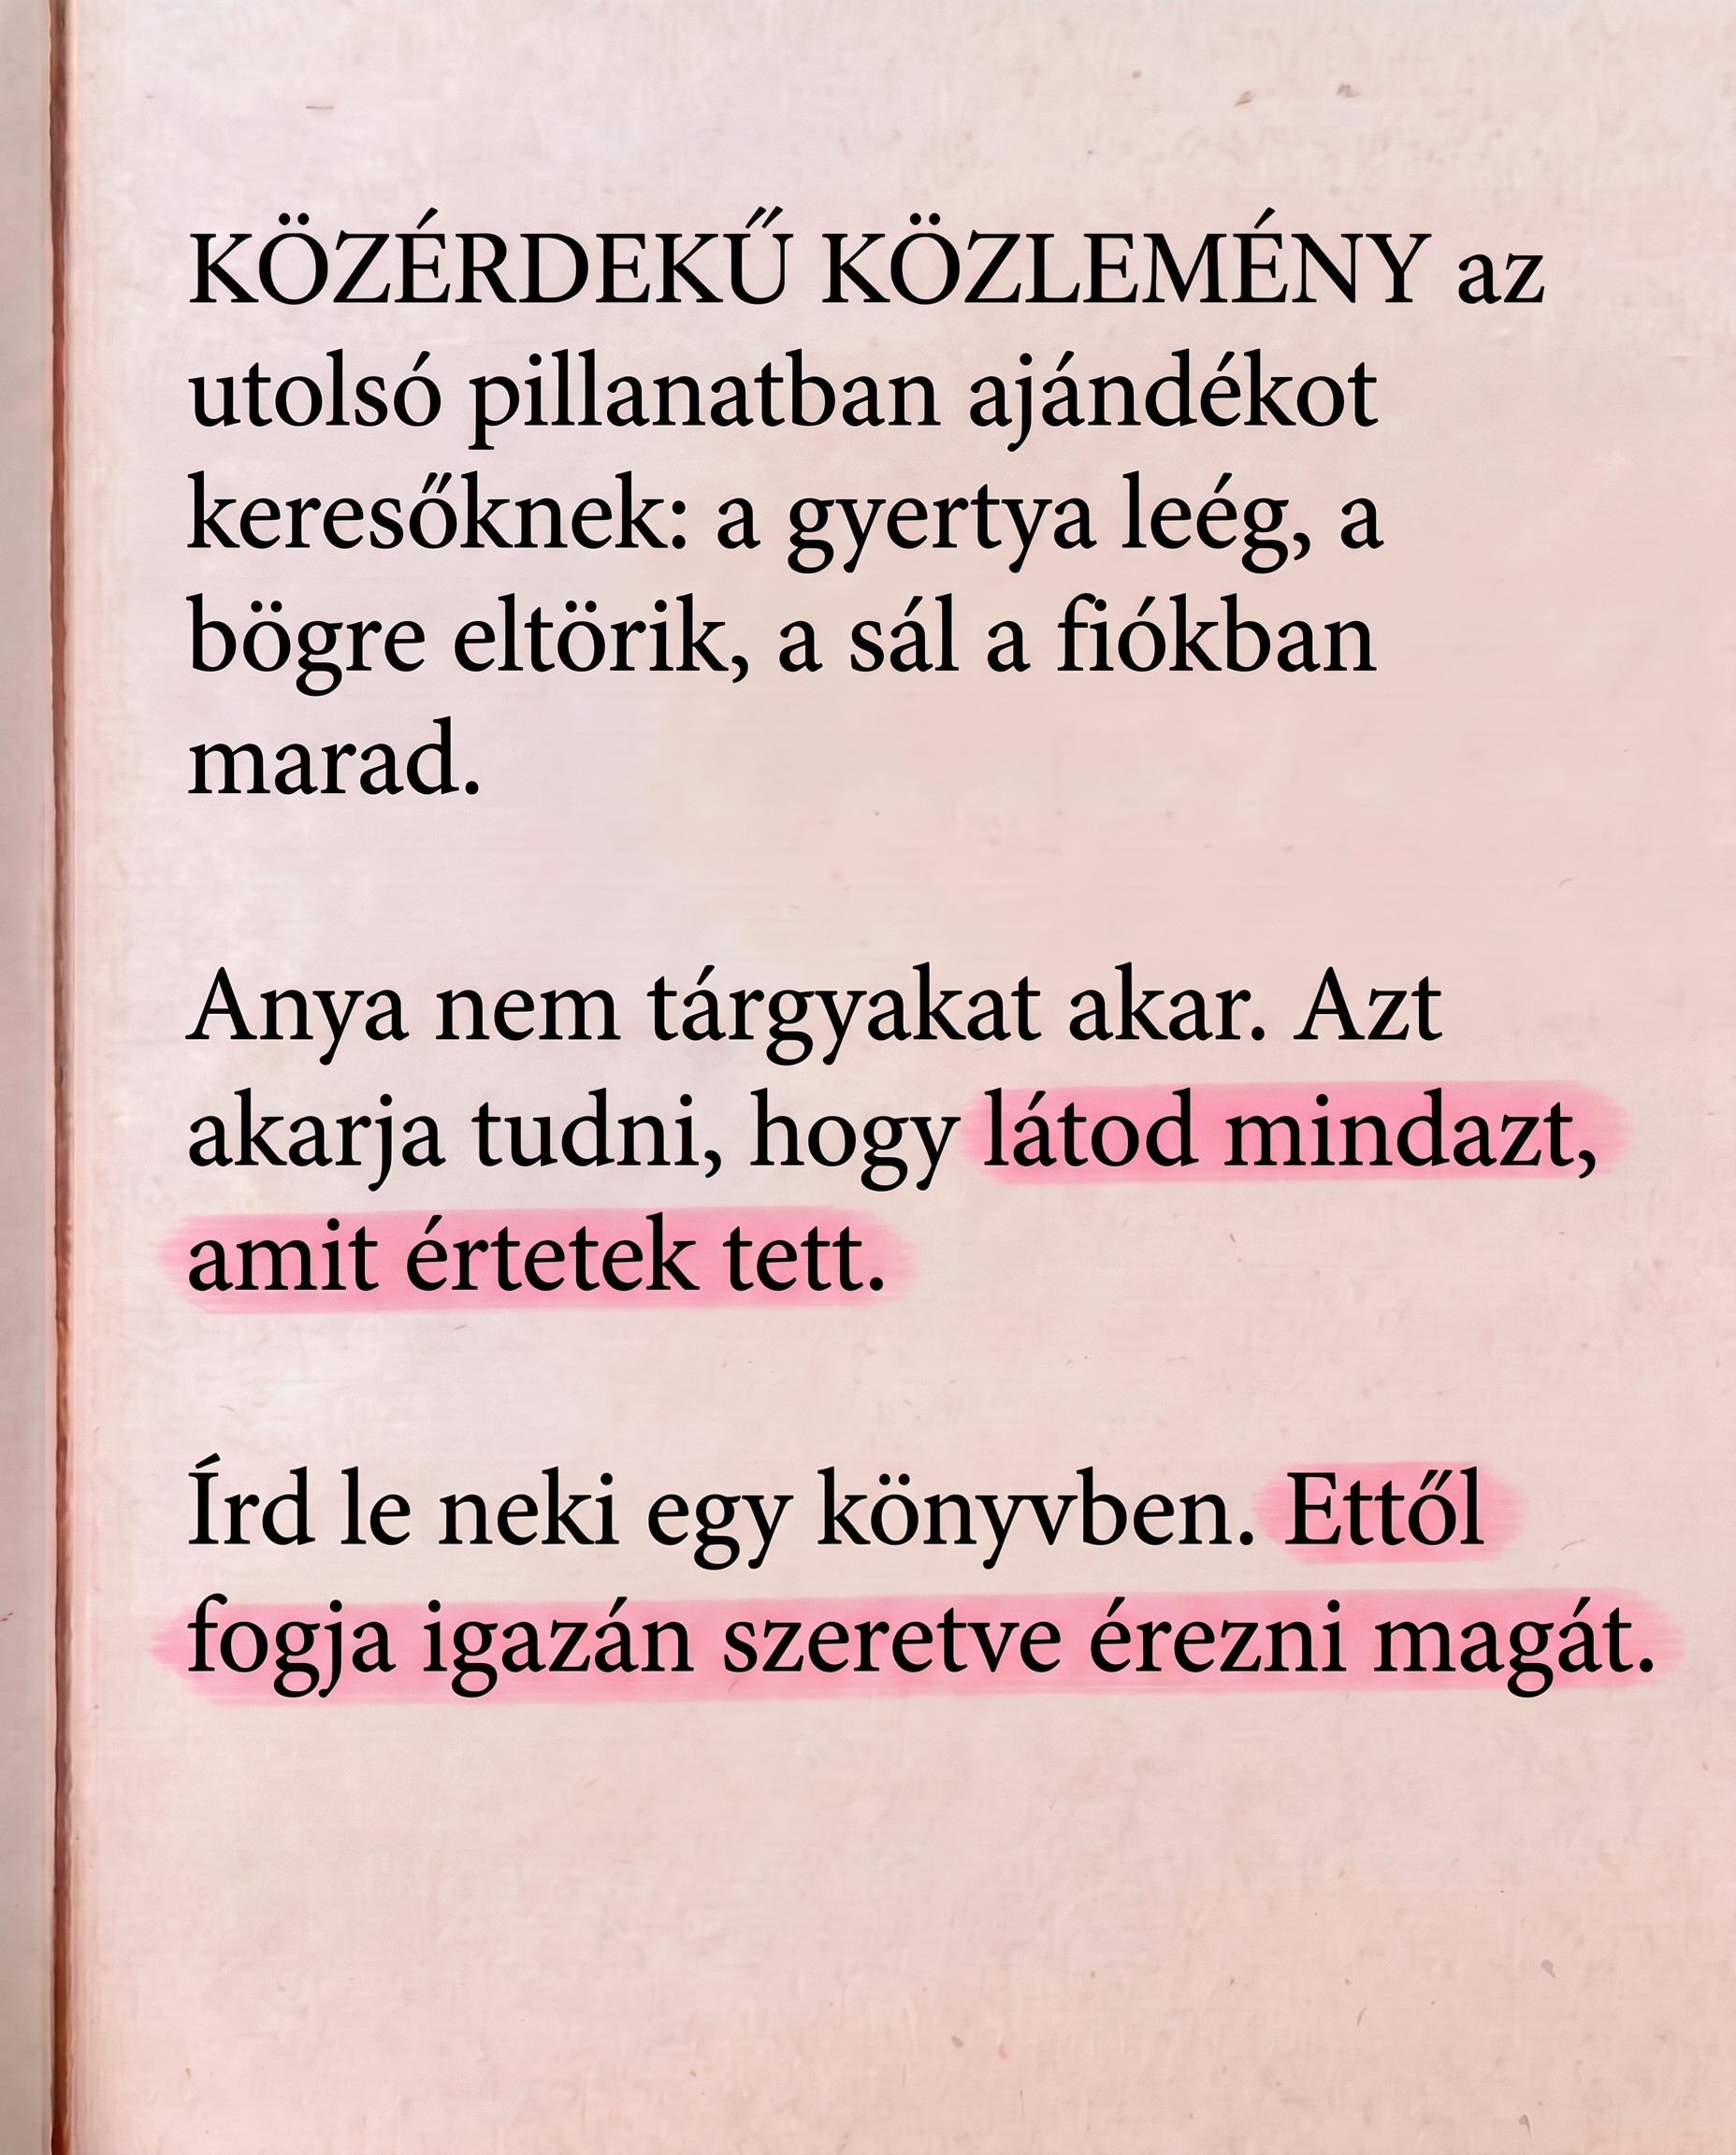 KÖZÉRDEKŰ KÖZLEMÉNY az
utolsó pillanatban ajándékot
keresőknek: a gyertya leég, a
bögre eltörik, a sál a fiókban
marad.
Anya nem tárgyakat akar. Azt
akarja tudni, hogy látod mindazt,
amit értetek tett.
Írd le neki egy könyvben. Ettől
fogja igazán szeretve érezni magát.